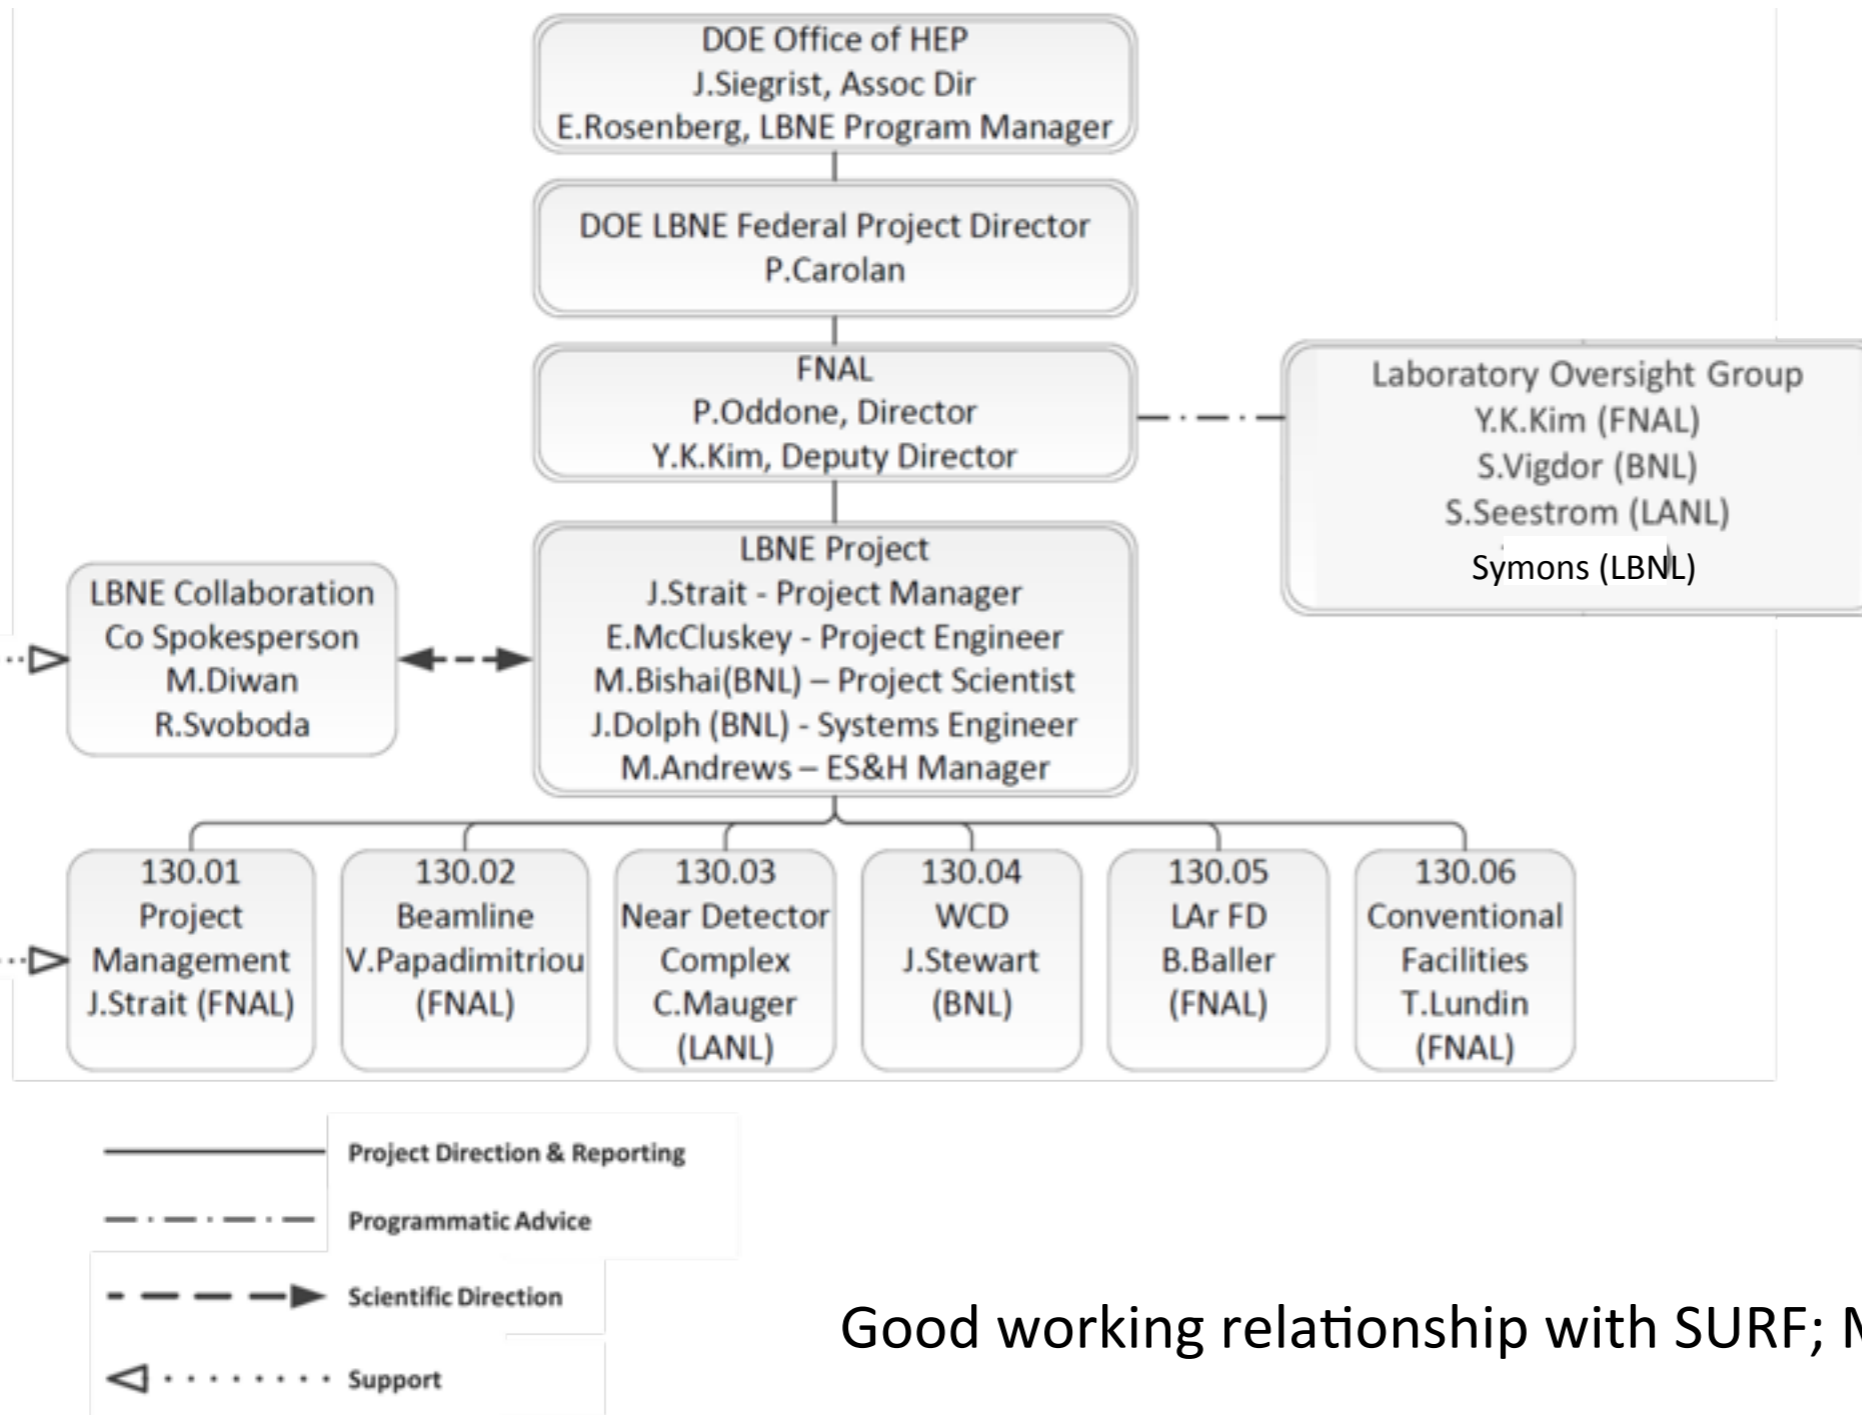 DOE Office of HEP
J.Siegrist, Assoc Dir
E.Rosenberg, LBNE Program Manager
DOE LBNE Federal Project Director
P.Carolan
FNAL
P.Oddone, Director
Y.K.Kim, Deputy Director
Laboratory Oversight Group
Y.K.Kim (FNAL)
S.Vigdor (BNL)
S.Seestrom (LANL)
Symons (LBNL)
LBNE Collaboration
Co Spokesperson
M.Diwan
R.Svoboda
LBNE Project
J.Strait - Project Manager
E.McCluskey - Project Engineer
M.Bishai(BNL) – Project Scientist
J.Dolph (BNL) - Systems Engineer
M.Andrews – ES&H Manager
130.01
Project
Management
J.Strait (FNAL)
130.02
Beamline
V.Papadimitriou
(FNAL)
130.03
Near Detector
Complex
C.Mauger
(LANL)
130.04
WCD
J.Stewart
(BNL)
130.05
LAr FD
B.Baller
(FNAL)
130.06
Conventional
Facilities
T.Lundin
(FNAL)
Project Direction & Reporting
Programmatic Advice
Scientific Direction
Support
Good working relationship with SURF;